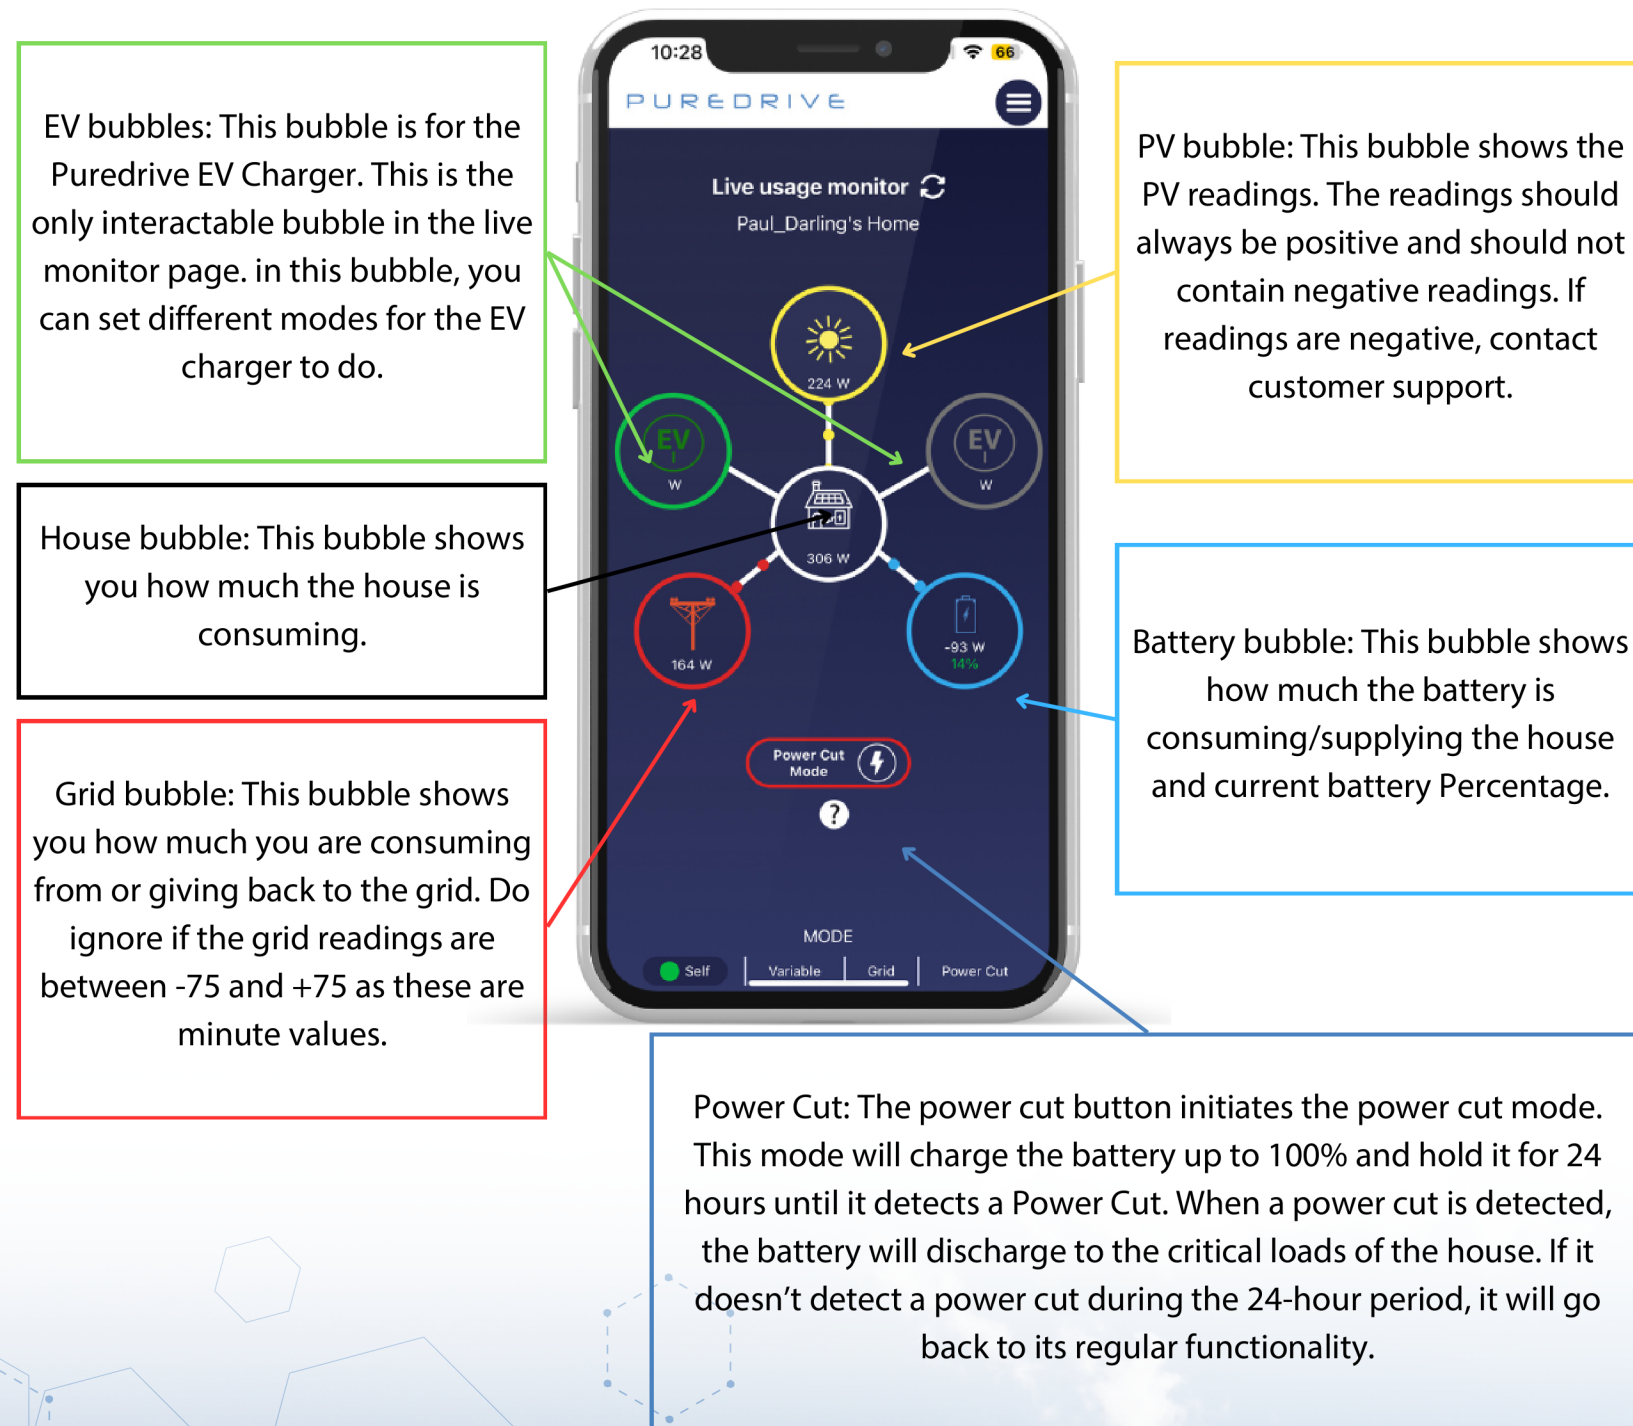 EV bubbles: This bubble is for the
Puredrive EV Charger. This is the
only interactable bubble in the live
monitor page. in this bubble, you
can set different modes for the EV
charger to do.
House bubble: This bubble shows
you how much the house is
consuming.
Grid bubble: This bubble shows
you how much you are consuming
from or giving back to the grid. Do
ignore if the grid readings are
between -75 and +75 as these are
minute values.
10:28
66
PUREDRIVE
Live usage monitor
Paul_Darling's Home
224 W
EV
W
EV
W
306 W
164 W
-93 W
14%
Power Cut
Mode
?
MODE
Self
Variable
Grid
Power Cut
PV bubble: This bubble shows the
PV readings. The readings should
always be positive and should not
contain negative readings. If
readings are negative, contact
customer support.
Battery bubble: This bubble shows
how much the battery is
consuming/supplying the house
and current battery Percentage.
Power Cut: The power cut button initiates the power cut mode.
This mode will charge the battery up to 100% and hold it for 24
hours until it detects a Power Cut. When a power cut is detected,
the battery will discharge to the critical loads of the house. If it
doesn't detect a power cut during the 24-hour period, it will go
back to its regular functionality.